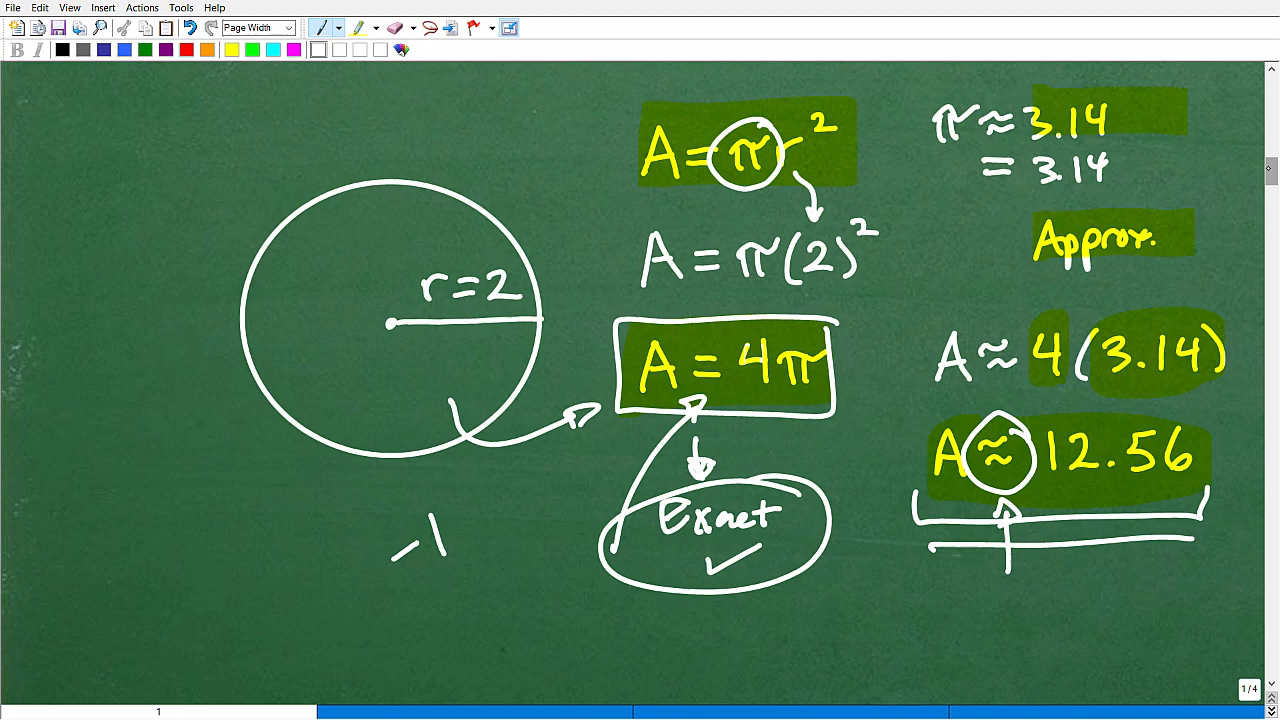 File Edit View Insert Actions Tools Help
Page Width
B I
A = πr²
π ≈ 3.14
= 3.14
A = π(2)²
Approx.
r = 2
A = 4π
A ≈ 4(3.14)
A ≈ 12.56
Exact
-1
1/4
1